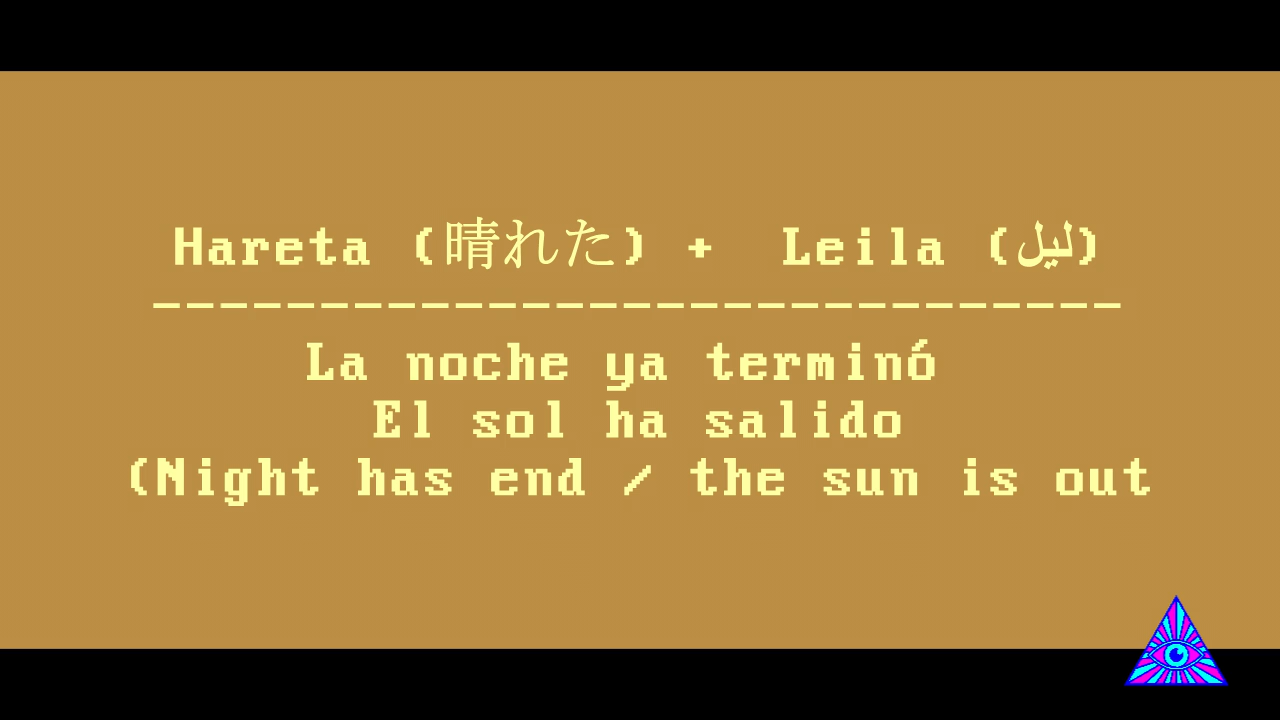 Hareta (晴れた) + Leila (ليل)
------------------------------
La noche ya terminó
El sol ha salido
(Night has end / the sun is out